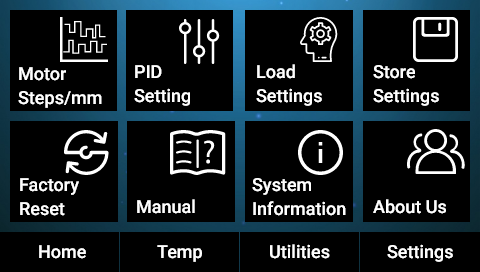 Motor
Steps/mm
PID
Setting
Load
Settings
Store
Settings
Factory
Reset
?
Manual
i
System
Information
About Us
Home
Temp
Utilities
Settings